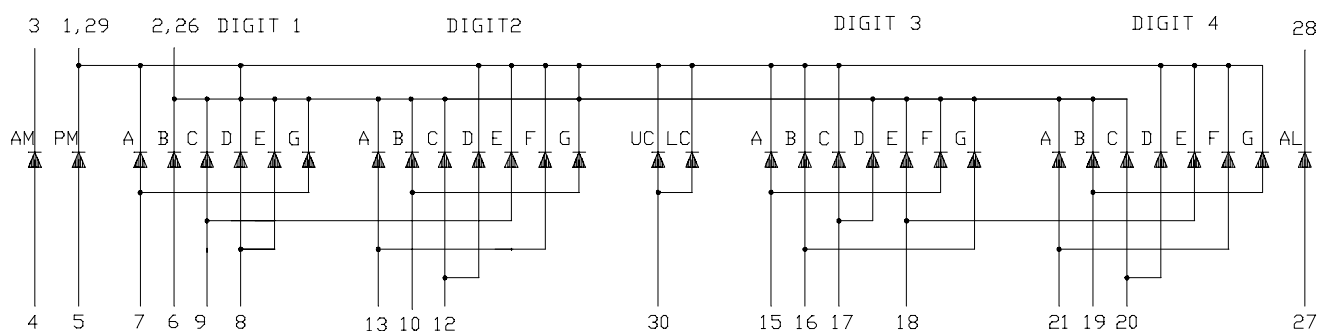 3 1,29 2,26 DIGIT 1 DIGIT2 DIGIT 3 DIGIT 4 28
AM PM A B C D E G A B C D E F G UC LC A B C D E F G A B C D E F G AL
4 5 7 6 9 8 13 10 12 30 15 16 17 18 21 19 20 27